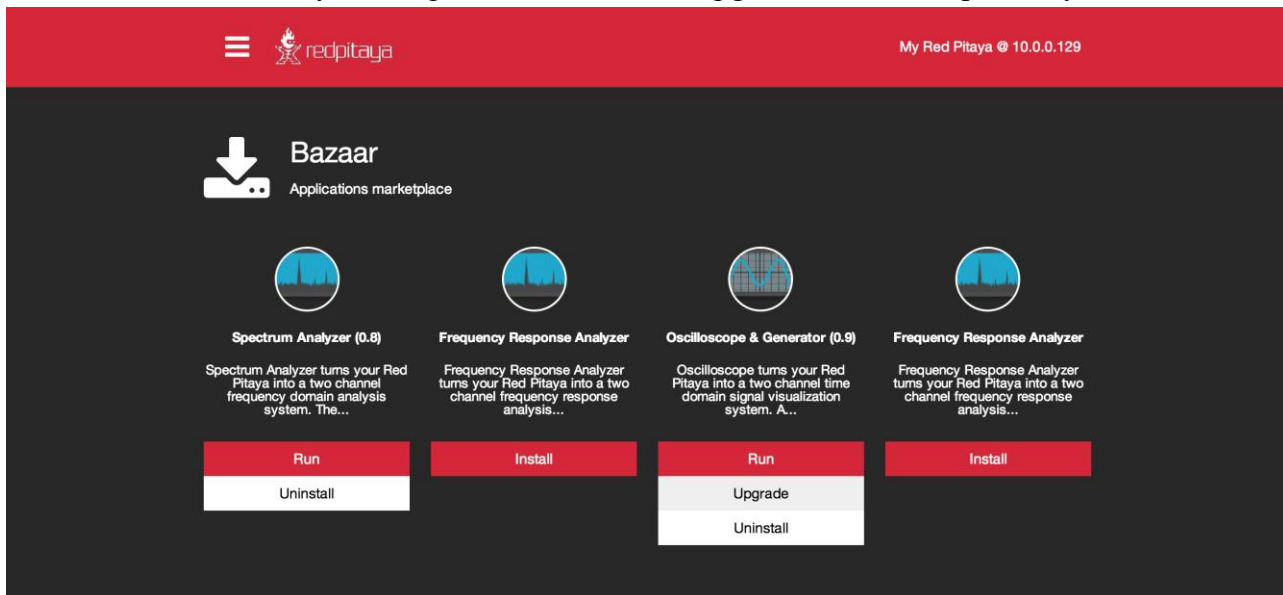 redpitaya
My Red Pitaya @ 10.0.0.129
Bazaar
Applications marketplace
Spectrum Analyzer (0.8)
Spectrum Analyzer turns your Red
Pitaya into a two channel
frequency domain analysis
system. The...
Run
Uninstall
Frequency Response Analyzer
Frequency Response Analyzer
turns your Red Pitaya into a two
channel frequency response
analysis...
Install
Oscilloscope & Generator (0.9)
Oscilloscope turns your Red
Pitaya into a two channel time
domain signal visualization
system. A...
Run
Upgrade
Uninstall
Frequency Response Analyzer
Frequency Response Analyzer
turns your Red Pitaya into a two
channel frequency response
analysis...
Install